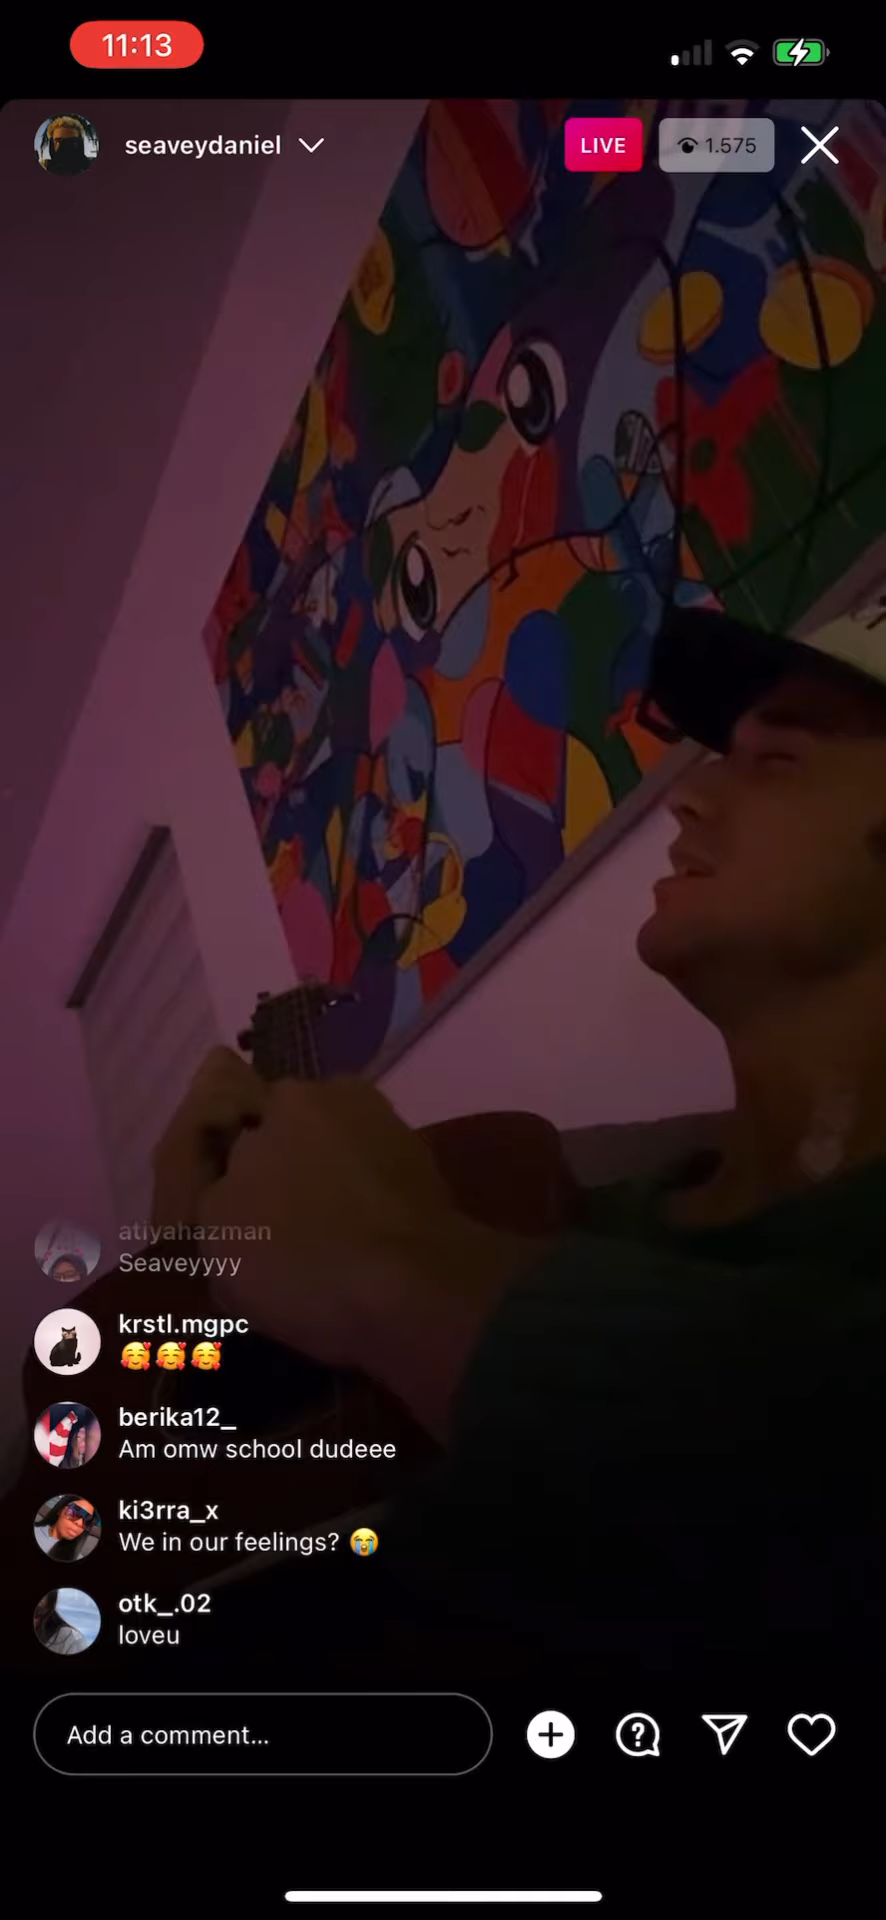 11:13
seaveydaniel
LIVE
1.575
atiyahazman
Seaveyyyy
krstl.mgpc
🥰🥰🥰
berika12_
Am omw school dudeee
ki3rra_x
We in our feelings? 😭
otk_.02
loveu
Add a comment...